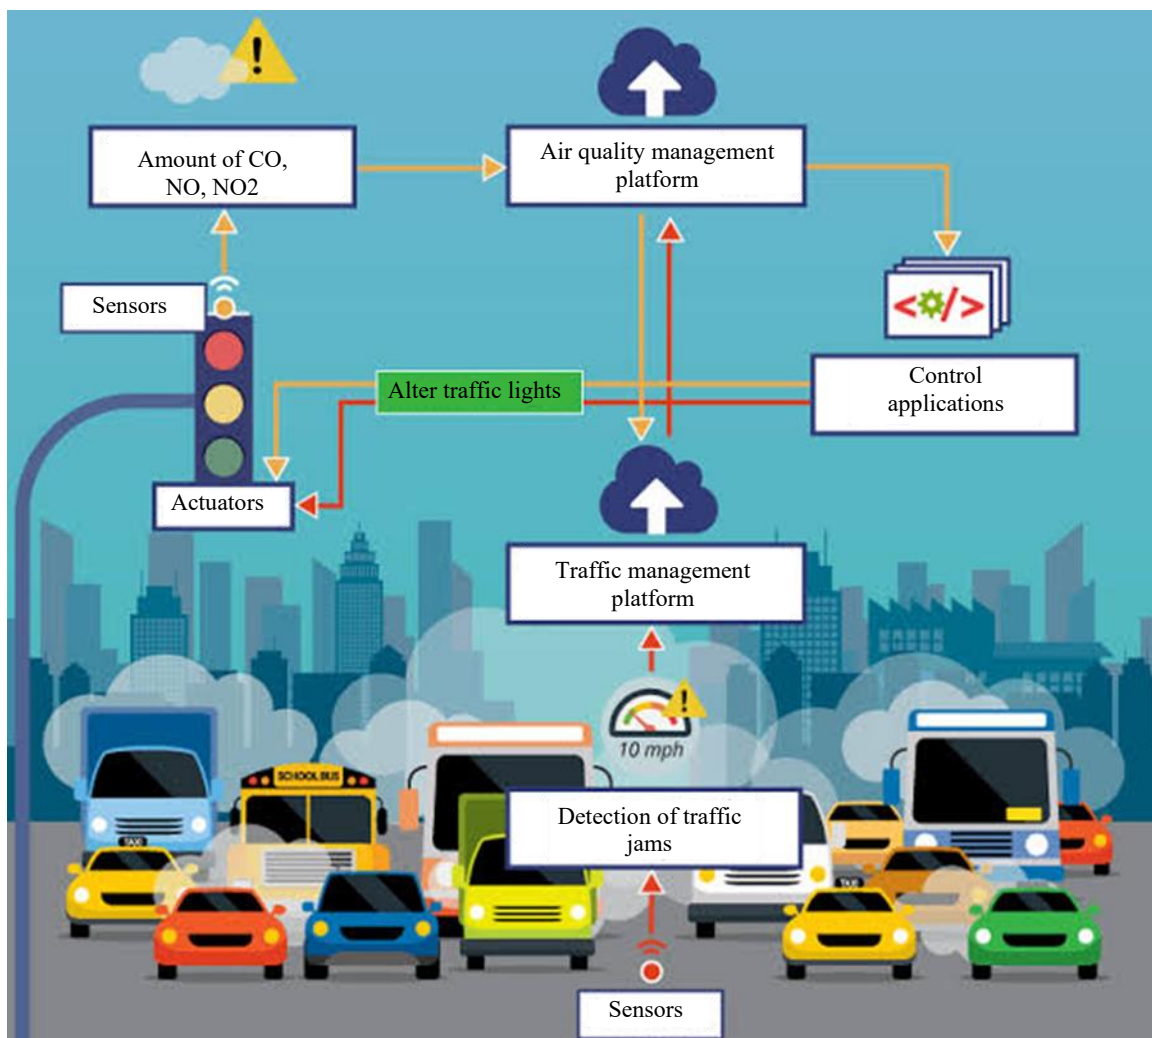 Amount of CO,
NO, NO2
Air quality management
platform
Sensors
Alter traffic lights
Control
applications
Actuators
Traffic management
platform
10 mph
SCHOOL BUS
Detection of traffic
jams
TAXI
TAXI
Sensors